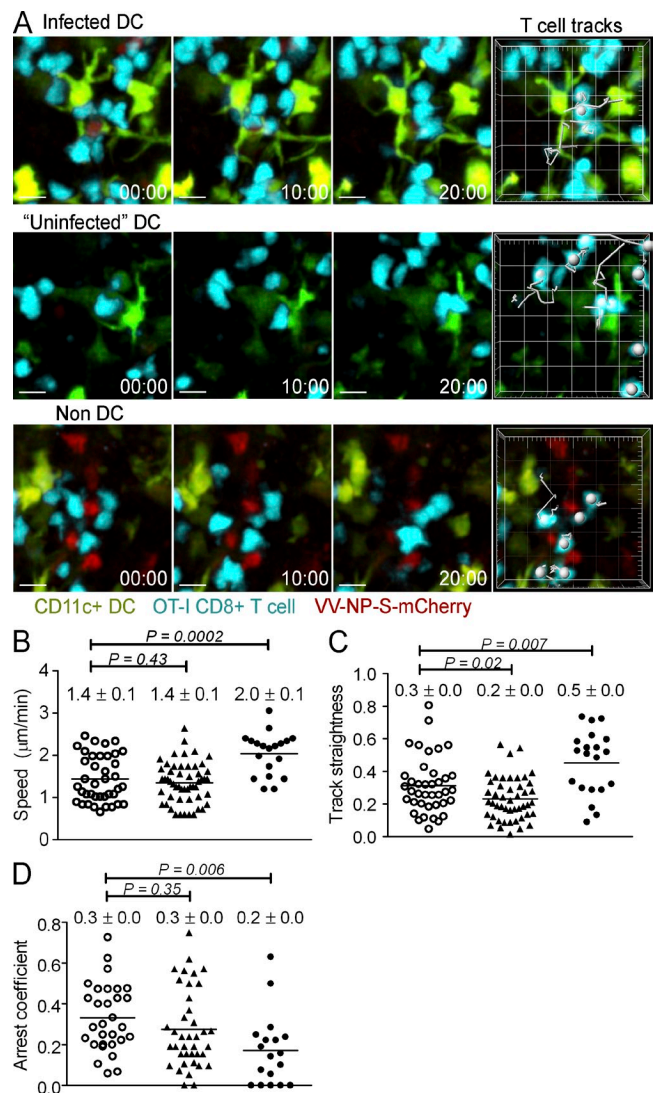 A Infected DC T cell tracks
00:00 10:00 20:00
“Uninfected” DC
00:00 10:00 20:00
Non DC
00:00 10:00 20:00
CD11c+ DC OT-I CD8+ T cell VV-NP-S-mCherry
B
P = 0.0002
P = 0.43
1.4 ± 0.1 1.4 ± 0.1 2.0 ± 0.1
Speed (μm/min)
4
3
2
1
0
C
P = 0.007
P = 0.02
0.3 ± 0.0 0.2 ± 0.0 0.5 ± 0.0
Track straightness
1.0
0.8
0.6
0.4
0.2
0.0
D
P = 0.006
P = 0.35
0.3 ± 0.0 0.3 ± 0.0 0.2 ± 0.0
Arrest coefficient
0.8
0.6
0.4
0.2
0.0